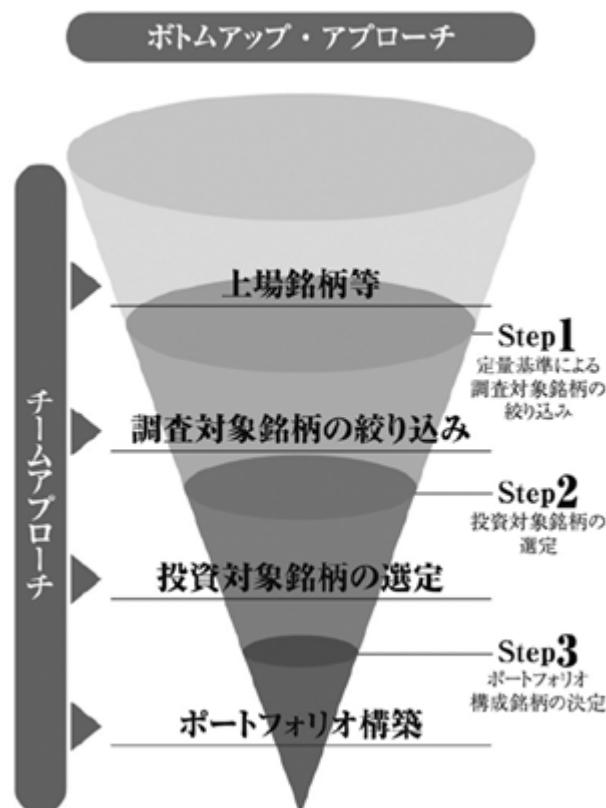 ボトムアップ・アプローチ
チームアプローチ
上場銘柄等
Step1
定量基準による
調査対象銘柄の
絞り込み
調査対象銘柄の絞り込み
Step2
投資対象銘柄の
選定
投資対象銘柄の選定
Step3
ポートフォリオ
構成銘柄の決定
ポートフォリオ構築